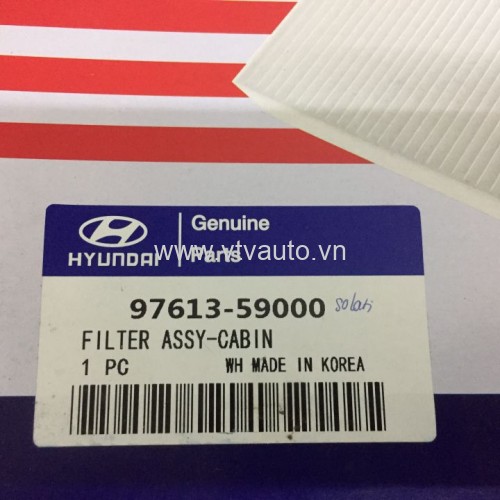 HYUNDAI
Genuine
Parts
www.vtvauto.vn
97613-59000 solati
FILTER ASSY-CABIN
1 PC WH MADE IN KOREA